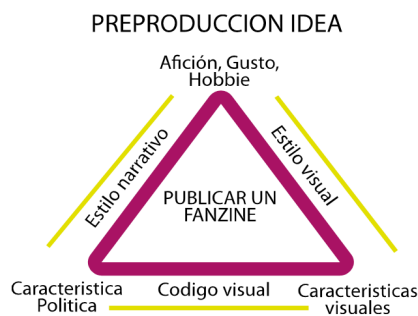 PREPRODUCCION IDEA
Afición, Gusto,
Hobbie
Estilo narrativo
Estilo visual
PUBLICAR UN
FANZINE
Caracteristica
Politica
Codigo visual
Caracteristicas
visuales